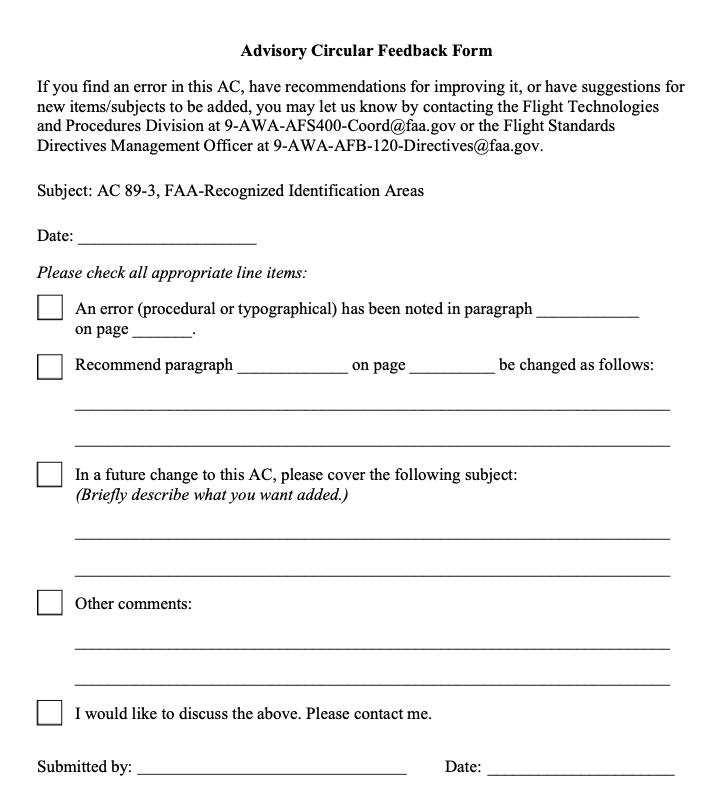 Advisory Circular Feedback Form
If you find an error in this AC, have recommendations for improving it, or have suggestions for
new items/subjects to be added, you may let us know by contacting the Flight Technologies
and Procedures Division at 9-AWA-AFS400-Coord@faa.gov or the Flight Standards
Directives Management Officer at 9-AWA-AFB-120-Directives@faa.gov.
Subject: AC 89-3, FAA-Recognized Identification Areas
Date: _____________________
Please check all appropriate line items:
An error (procedural or typographical) has been noted in paragraph ____________
on page _______.
Recommend paragraph _____________ on page __________ be changed as follows:
______________________________________________________________________
______________________________________________________________________
In a future change to this AC, please cover the following subject:
(Briefly describe what you want added.)
______________________________________________________________________
______________________________________________________________________
Other comments:
______________________________________________________________________
______________________________________________________________________
I would like to discuss the above. Please contact me.
Submitted by: ________________________________ Date: ______________________